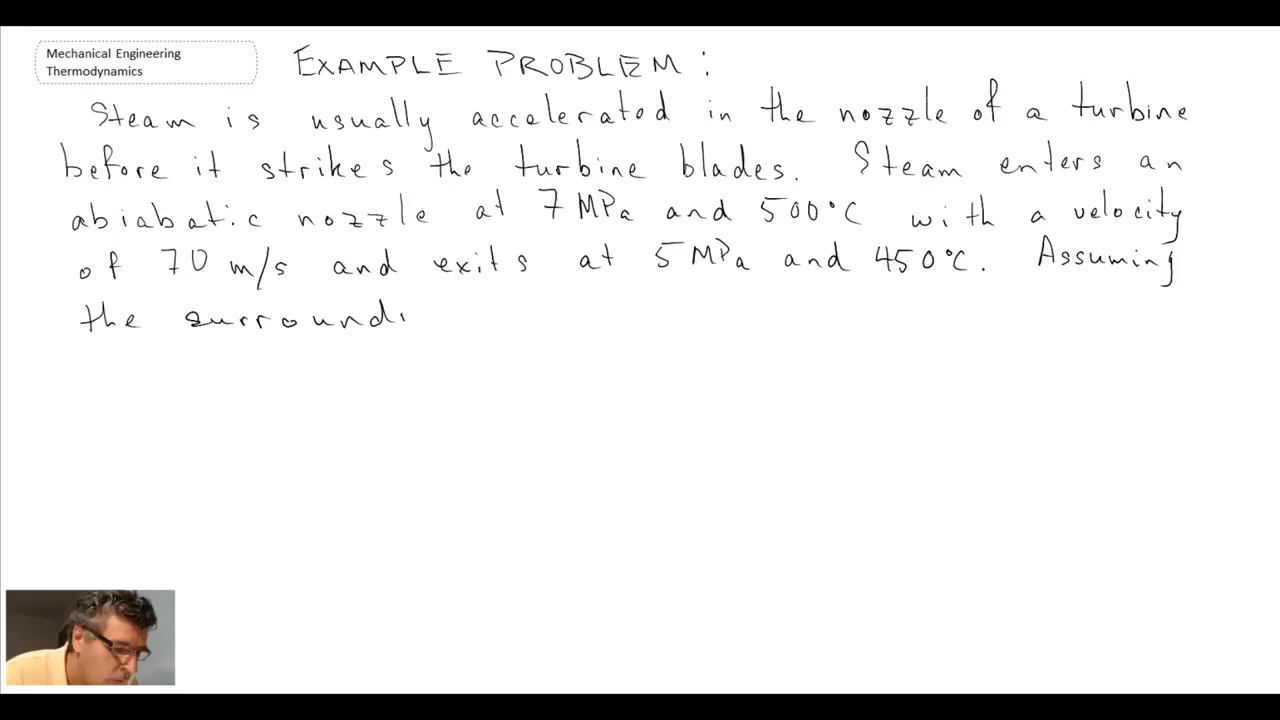 Mechanical Engineering
Thermodynamics
EXAMPLE PROBLEM:
Steam is usually accelerated in the nozzle of a turbine
before it strikes the turbine blades. Steam enters an
abiabatic nozzle at 7 MPa and 500°C with a velocity
of 70 m/s and exits at 5 MPa and 450°C. Assuming
the surroundi